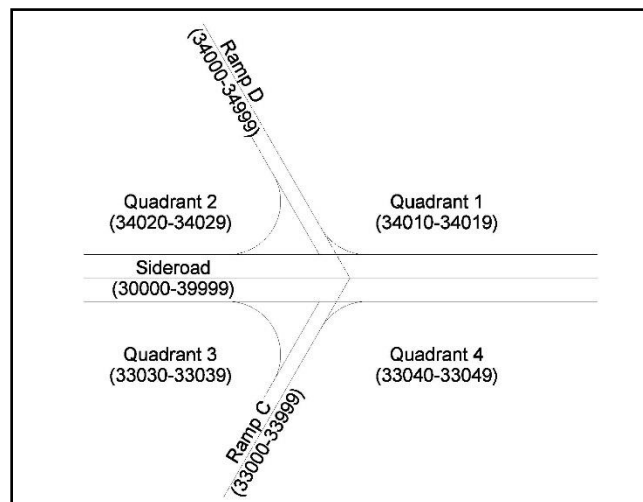 Ramp D
(34000-34999)
Quadrant 2
(34020-34029)
Quadrant 1
(34010-34019)
Sideroad
(30000-39999)
Quadrant 3
(33030-33039)
Quadrant 4
(33040-33049)
Ramp C
(33000-33999)